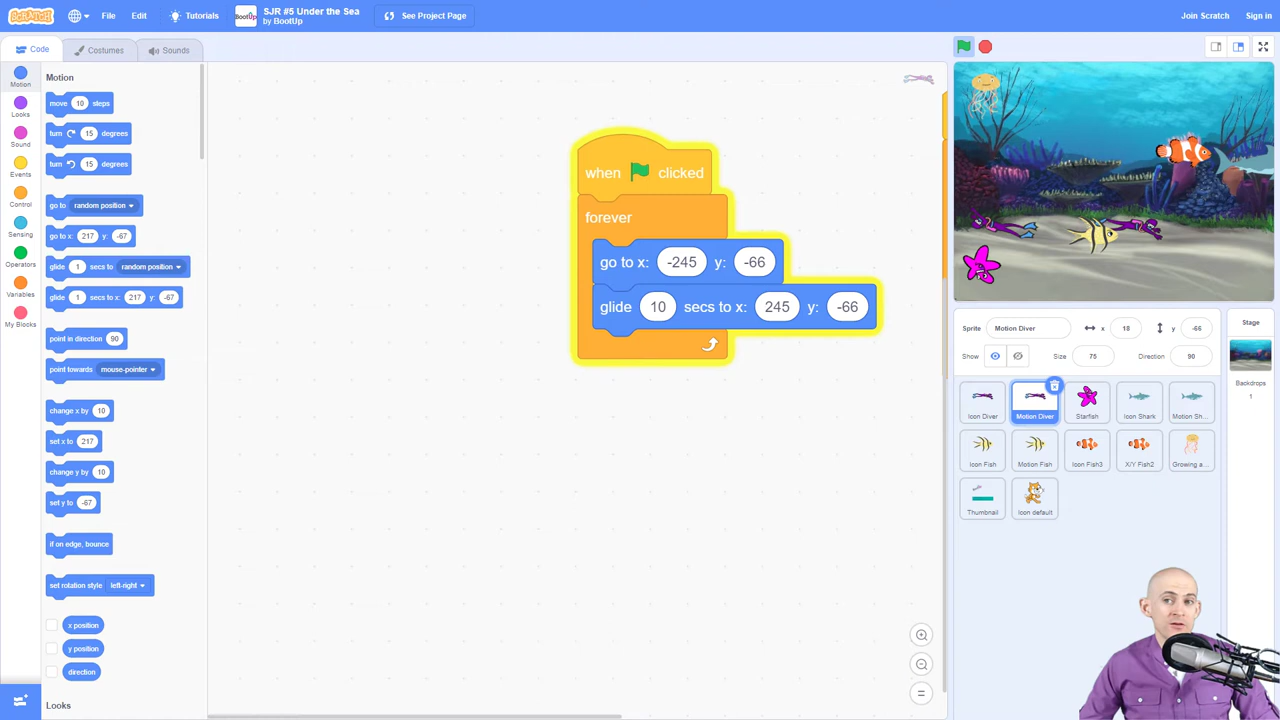 SCRATCH
File
Edit
Tutorials
BootUp
SJR #5 Under the Sea
by BootUp
See Project Page
Join Scratch
Sign in
Code
Costumes
Sounds
Motion
Looks
Sound
Events
Control
Sensing
Operators
Variables
My Blocks
Motion
move 10 steps
turn 15 degrees
turn 15 degrees
go to random position
go to x: 217 y: -67
glide 1 secs to random position
glide 1 secs to x: 217 y: -67
point in direction 90
point towards mouse-pointer
change x by 10
set x to 217
change y by 10
set y to -67
if on edge, bounce
set rotation style left-right
x position
y position
direction
Looks
when clicked
forever
go to x: -245 y: -66
glide 10 secs to x: 245 y: -66
Sprite Motion Diver x 18 y -66
Show Size 75 Direction 90
Stage
Backdrops
1
Icon Diver
Motion Diver
Starfish
Icon Shark
Motion Sh...
Icon Fish
Motion Fish
Icon Fish3
X/Y Fish2
Growing a...
Thumbnail
Icon default